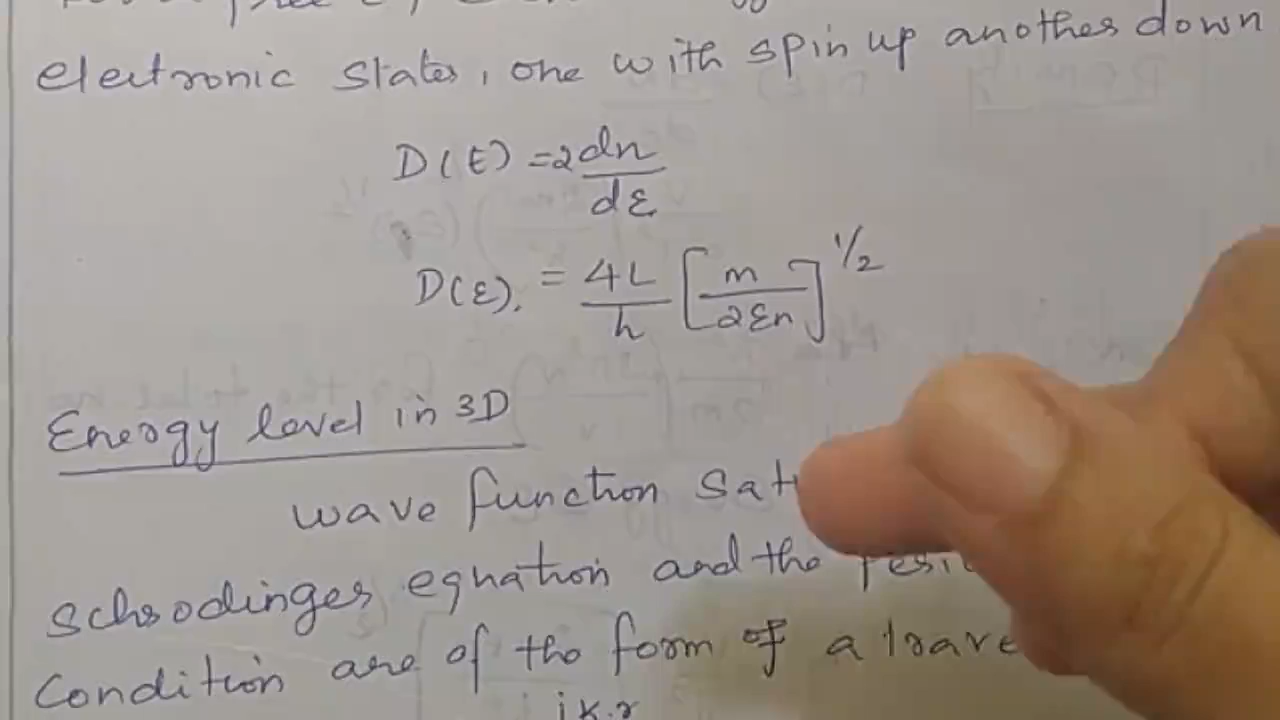 electronic states, one with spin up another down
D(E) = 2 dn/dε
D(ε). = 4L/h [m/2εn]^1/2
Energy level in 3D
wave function
Schrodinger equation and the
Condition are of the form of a
ik.r